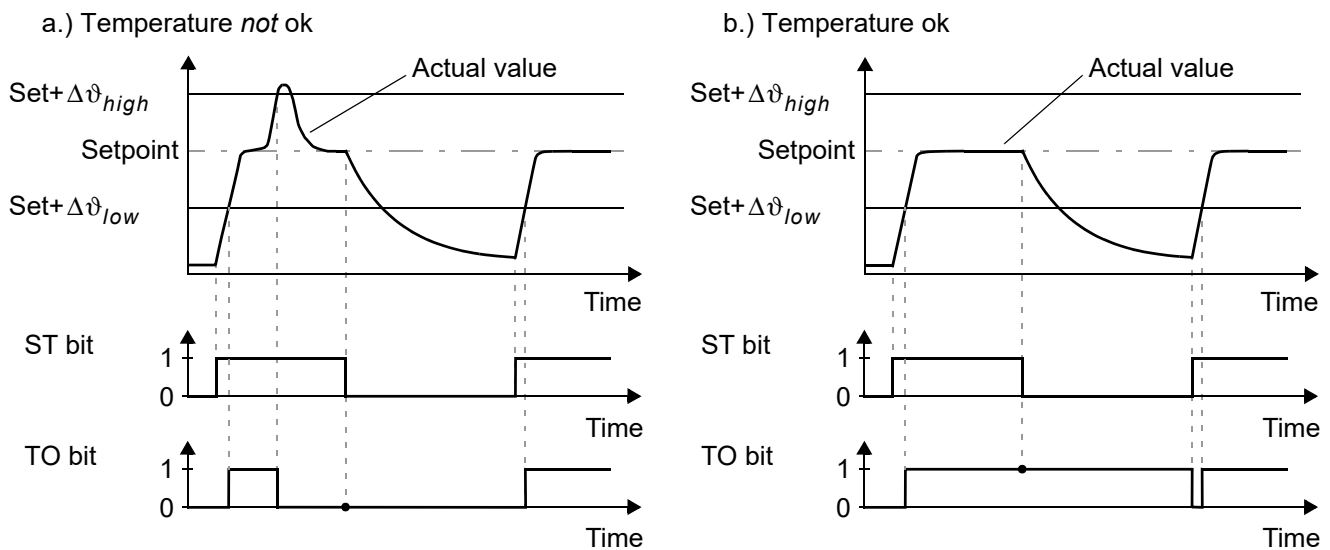 a.) Temperature not ok
Actual value
Set+Δϑhigh
Setpoint
Set+Δϑlow
Time
ST bit
1
0
Time
TO bit
1
0
Time
b.) Temperature ok
Actual value
Set+Δϑhigh
Setpoint
Set+Δϑlow
Time
ST bit
1
0
Time
TO bit
1
0
Time